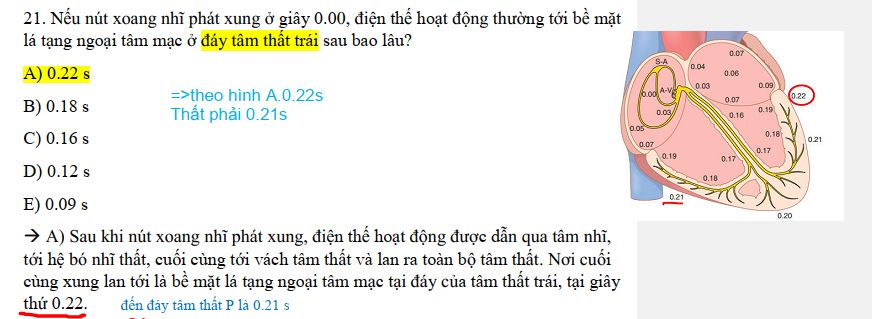 21. Nếu nút xoang nhĩ phát xung ở giây 0.00, điện thế hoạt động thường tới bề mặt
lá tạng ngoại tâm mạc ở đáy tâm thất trái sau bao lâu?
A) 0.22 s
=>theo hình A.0.22s
B) 0.18 s
Thất phải 0.21s
C) 0.16 s
D) 0.12 s
E) 0.09 s
→ A) Sau khi nút xoang nhĩ phát xung, điện thế hoạt động được dẫn qua tâm nhĩ,
tới hệ bó nhĩ thất, cuối cùng tới vách tâm thất và lan ra toàn bộ tâm thất. Nơi cuối
cùng xung lan tới là bề mặt lá tạng ngoại tâm mạc tại đáy của tâm thất trái, tại giây
thứ 0.22. đến đáy tâm thất P là 0.21 s
0.07
S-A
0.04
0.06
0.03
0.09
0.00
A-V
0.22
0.07
0.03
0.16
0.19
0.05
0.18
0.21
0.07
0.17
0.19
0.17
0.18
0.21
0.20